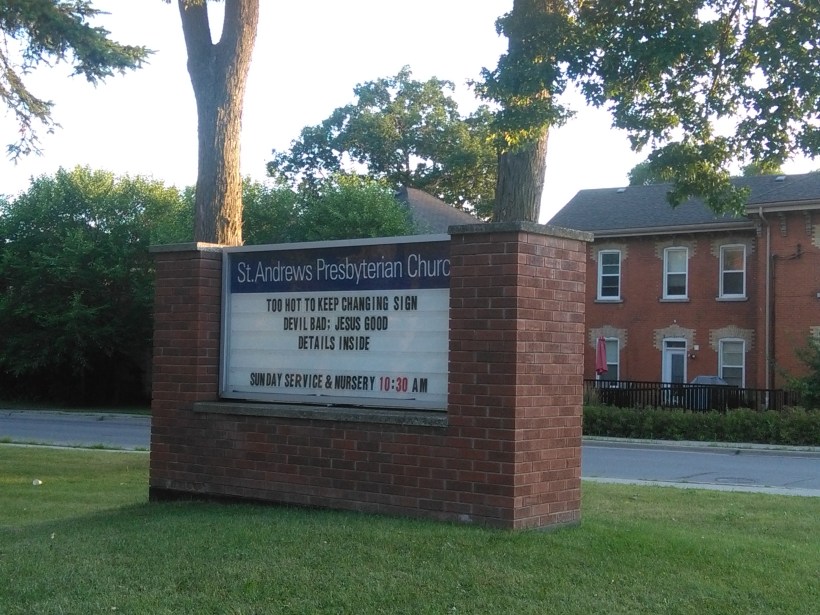 St. Andrews Presbyterian Churc
TOO HOT TO KEEP CHANGING SIGN
DEVIL BAD; JESUS GOOD
DETAILS INSIDE
SUNDAY SERVICE & NURSERY 10:30 AM